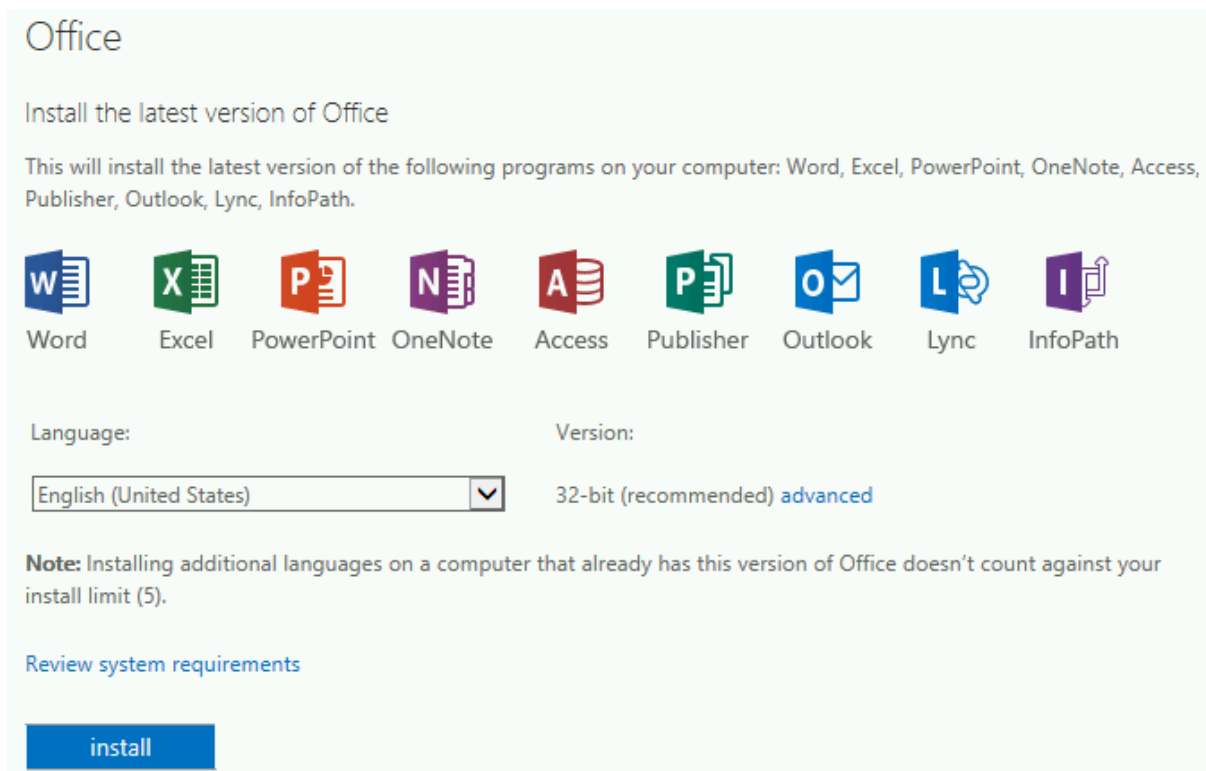 Office
Install the latest version of Office
This will install the latest version of the following programs on your computer: Word, Excel, PowerPoint, OneNote, Access,
Publisher, Outlook, Lync, InfoPath.
W X P N A P O L I
Word Excel PowerPoint OneNote Access Publisher Outlook Lync InfoPath
Language: Version:
English (United States) 32-bit (recommended) advanced
Note: Installing additional languages on a computer that already has this version of Office doesn't count against your
install limit (5).
Review system requirements
install